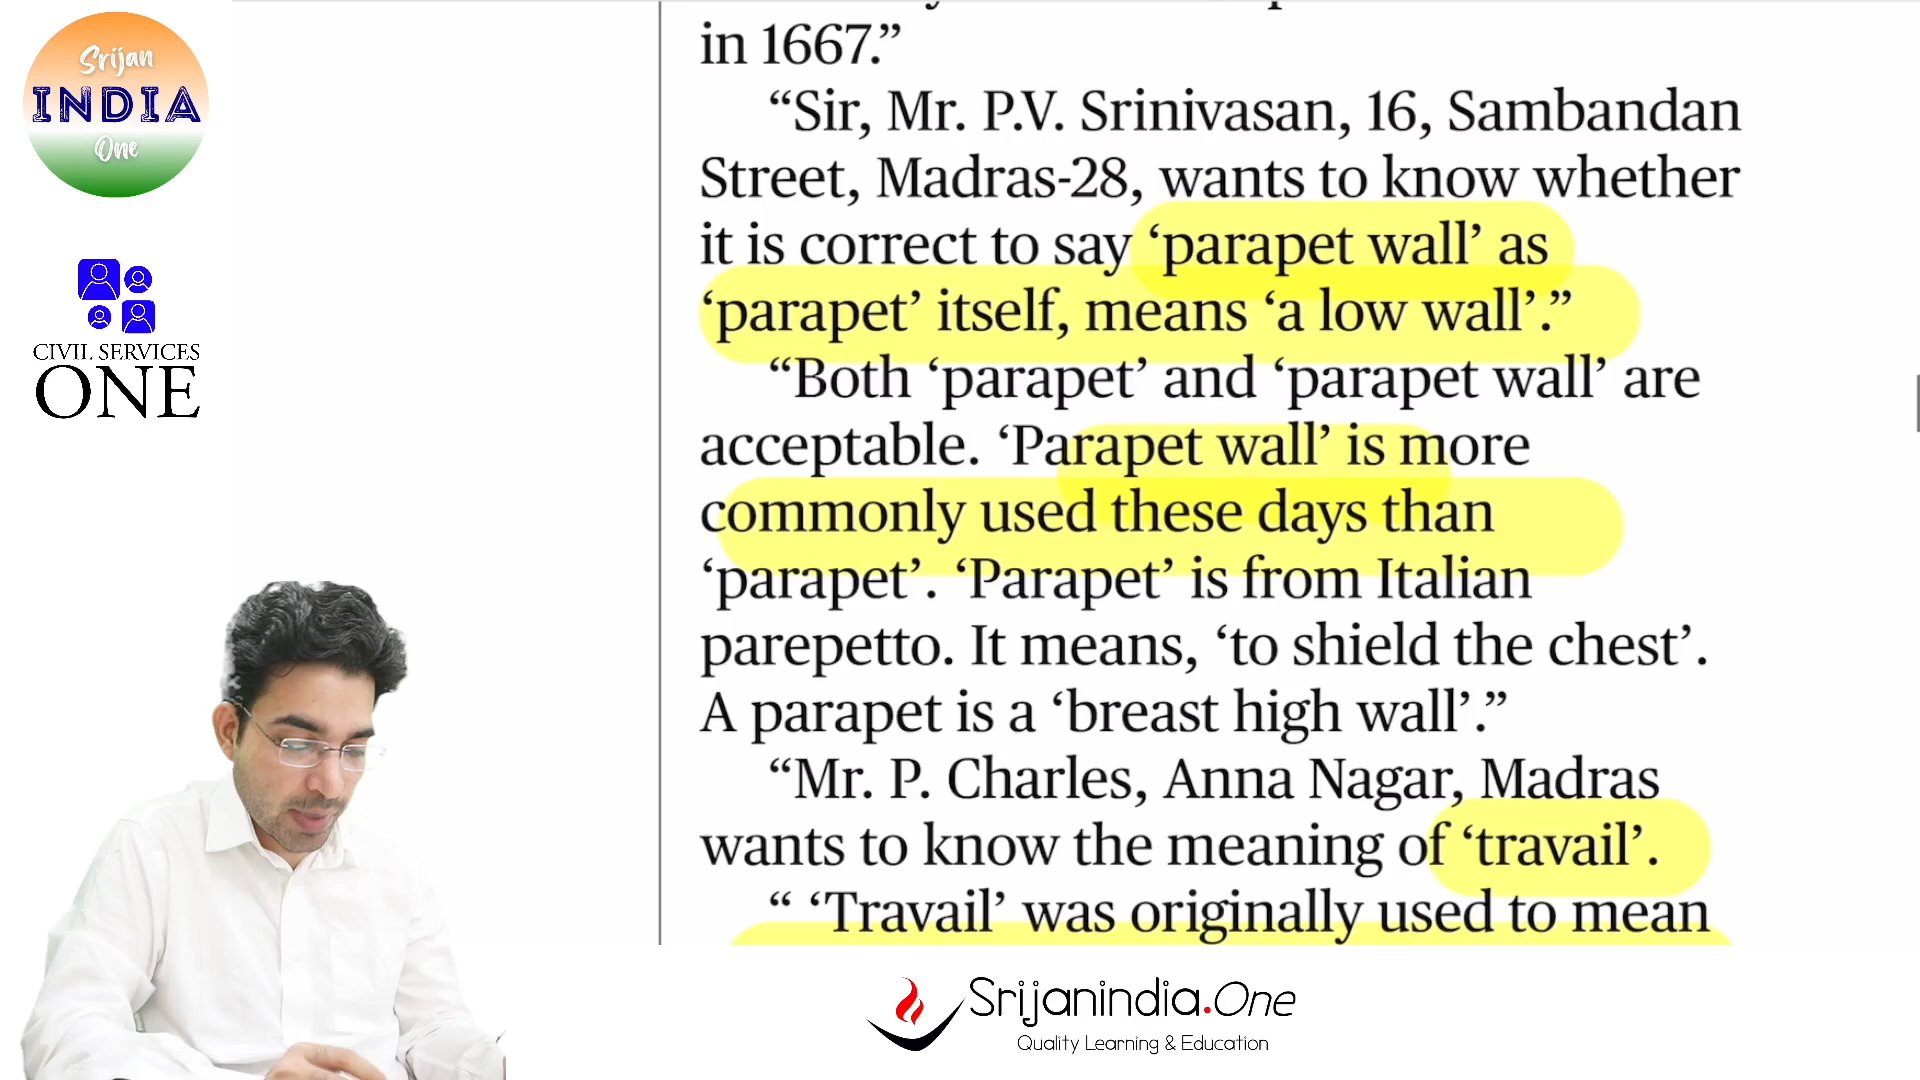 Srijan
INDIA
One
CIVIL SERVICES
ONE
in 1667.”
“Sir, Mr. P.V. Srinivasan, 16, Sambandan
Street, Madras-28, wants to know whether
it is correct to say ‘parapet wall’ as
‘parapet’ itself, means ‘a low wall’.”
“Both ‘parapet’ and ‘parapet wall’ are
acceptable. ‘Parapet wall’ is more
commonly used these days than
‘parapet’. ‘Parapet’ is from Italian
parepetto. It means, ‘to shield the chest’.
A parapet is a ‘breast high wall’.”
“Mr. P. Charles, Anna Nagar, Madras
wants to know the meaning of ‘travail’.
“ ‘Travail’ was originally used to mean
Srijanindia.One
Quality Learning & Education